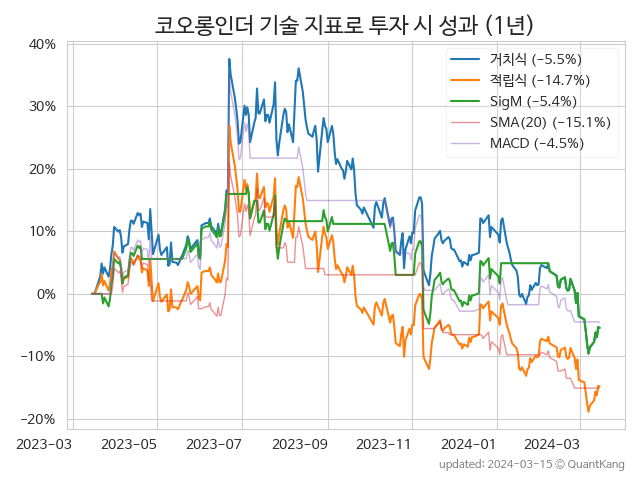 코오롱인더 기술 지표로 투자 시 성과 (1년)
거치식 (−5.5%)
적립식 (−14.7%)
SigM (−5.4%)
SMA(20) (−15.1%)
MACD (−4.5%)
40%
30%
20%
10%
0%
−10%
−20%
2023−03
2023−05
2023−07
2023−09
2023−11
2024−01
2024−03
updated: 2024−03−15 ⓒ QuantKang